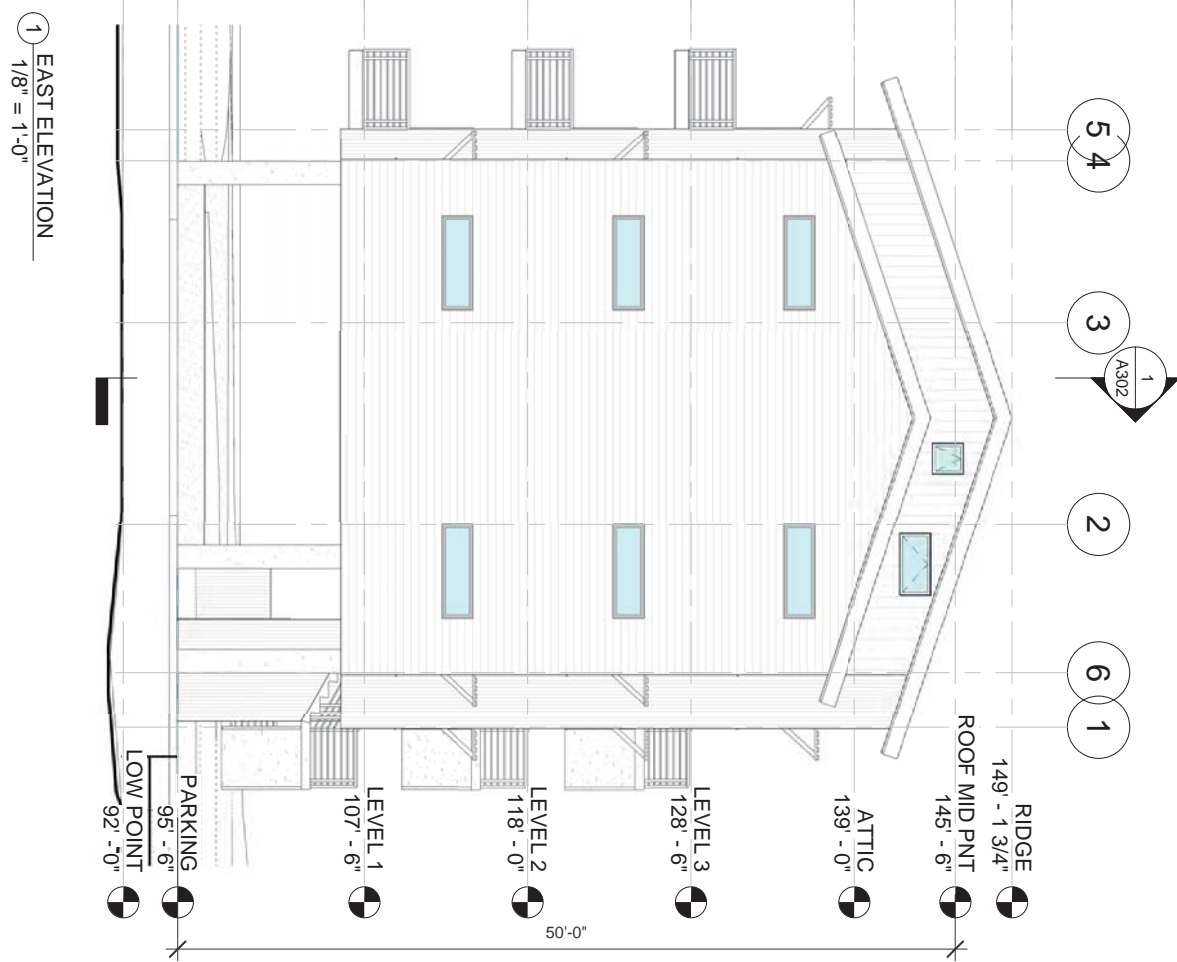 5
4
3
2
6
1
1
A302
RIDGE
149' - 1 3/4"
ROOF MID PNT
145' - 6"
ATTIC
139' - 0"
LEVEL 3
128' - 6"
LEVEL 2
118' - 0"
LEVEL 1
107' - 6"
PARKING
95' - 6"
LOW POINT
92' - 0"
50'-0"
1
EAST ELEVATION
1/8" = 1'-0"